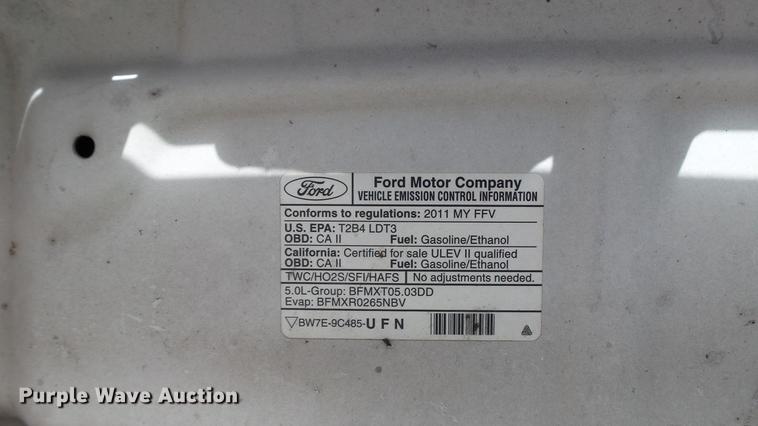 Ford
Ford Motor Company
VEHICLE EMISSION CONTROL INFORMATION
Conforms to regulations: 2011 MY FFV
U.S. EPA: T2B4 LDT3
OBD: CA II Fuel: Gasoline/Ethanol
California: Certified for sale ULEV II qualified
OBD: CA II Fuel: Gasoline/Ethanol
TWC/HO2S/SFI/HAFS No adjustments needed.
5.0L-Group: BFMXT05.03DD
Evap: BFMXR0265NBV
BW7E-9C485-U F N
Purple Wave Auction